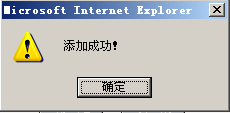 Microsoft Internet Explorer
添加成功!
确定